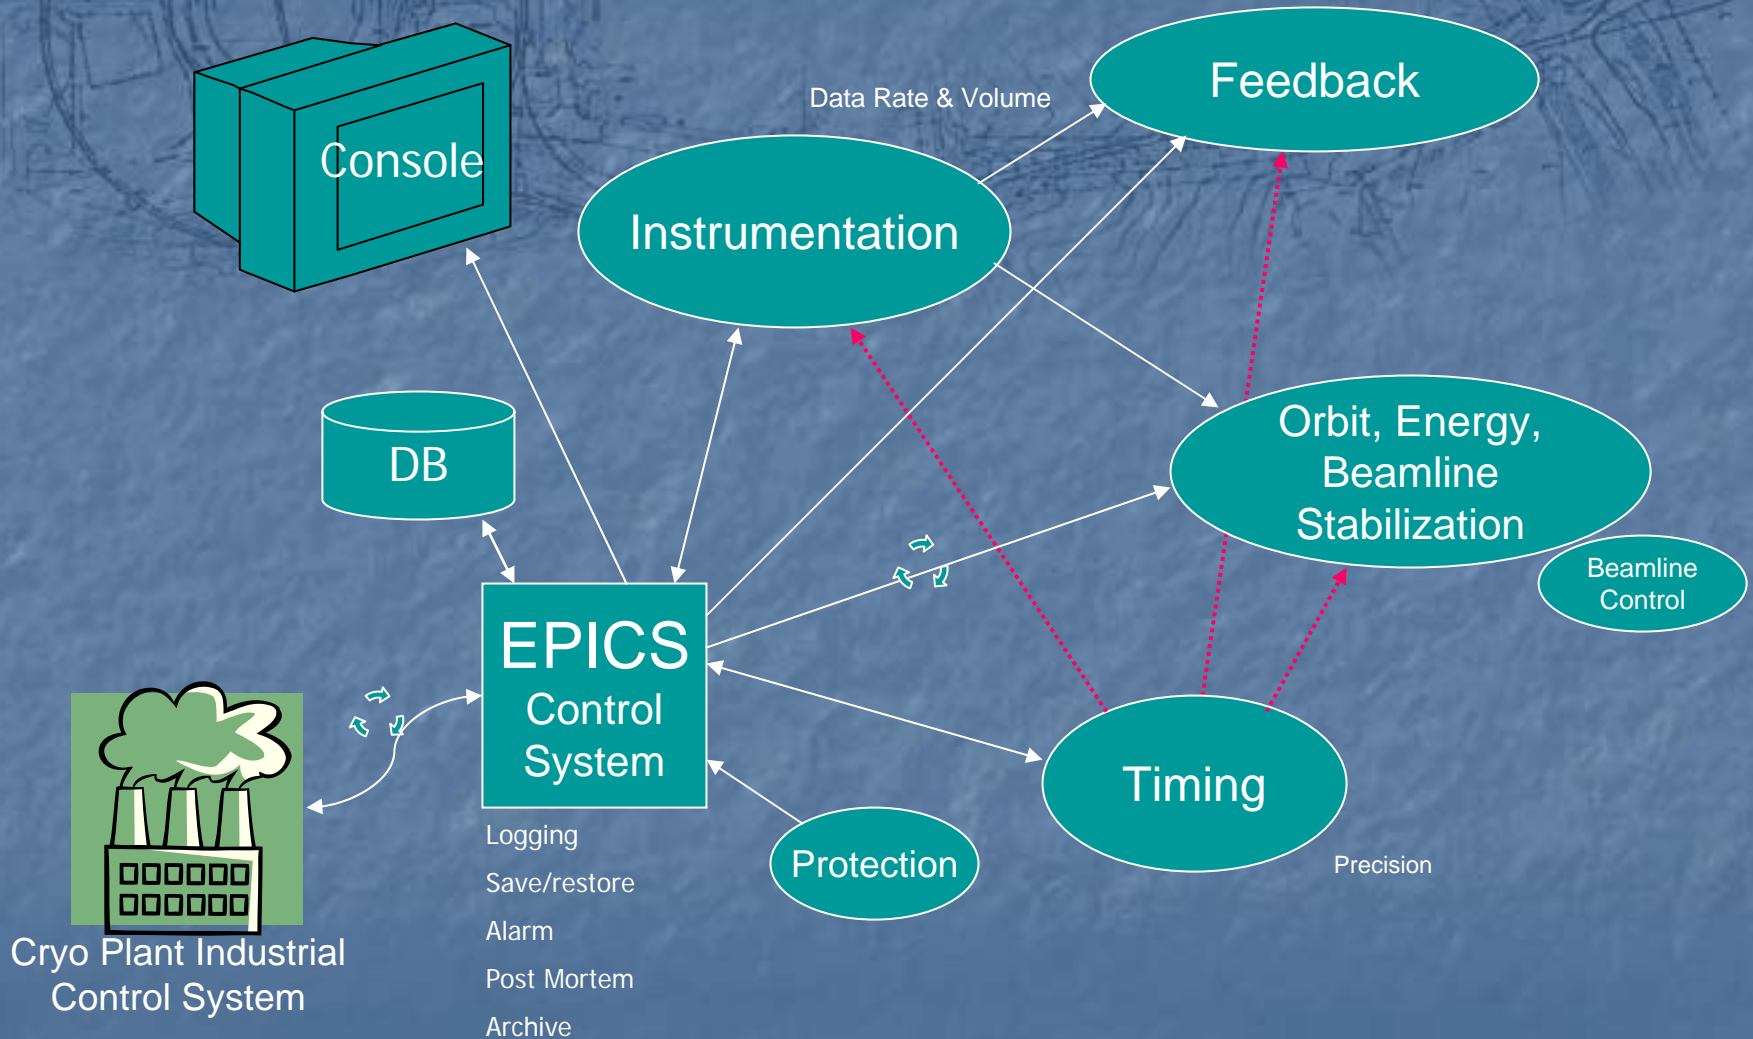 Feedback
Data Rate & Volume
Console
Instrumentation
Orbit, Energy,
Beamline
Stabilization
DB
Beamline
Control
EPICS
Control
System
Timing
Protection
Precision
Logging
Save/restore
Alarm
Post Mortem
Archive
Cryo Plant Industrial
Control System